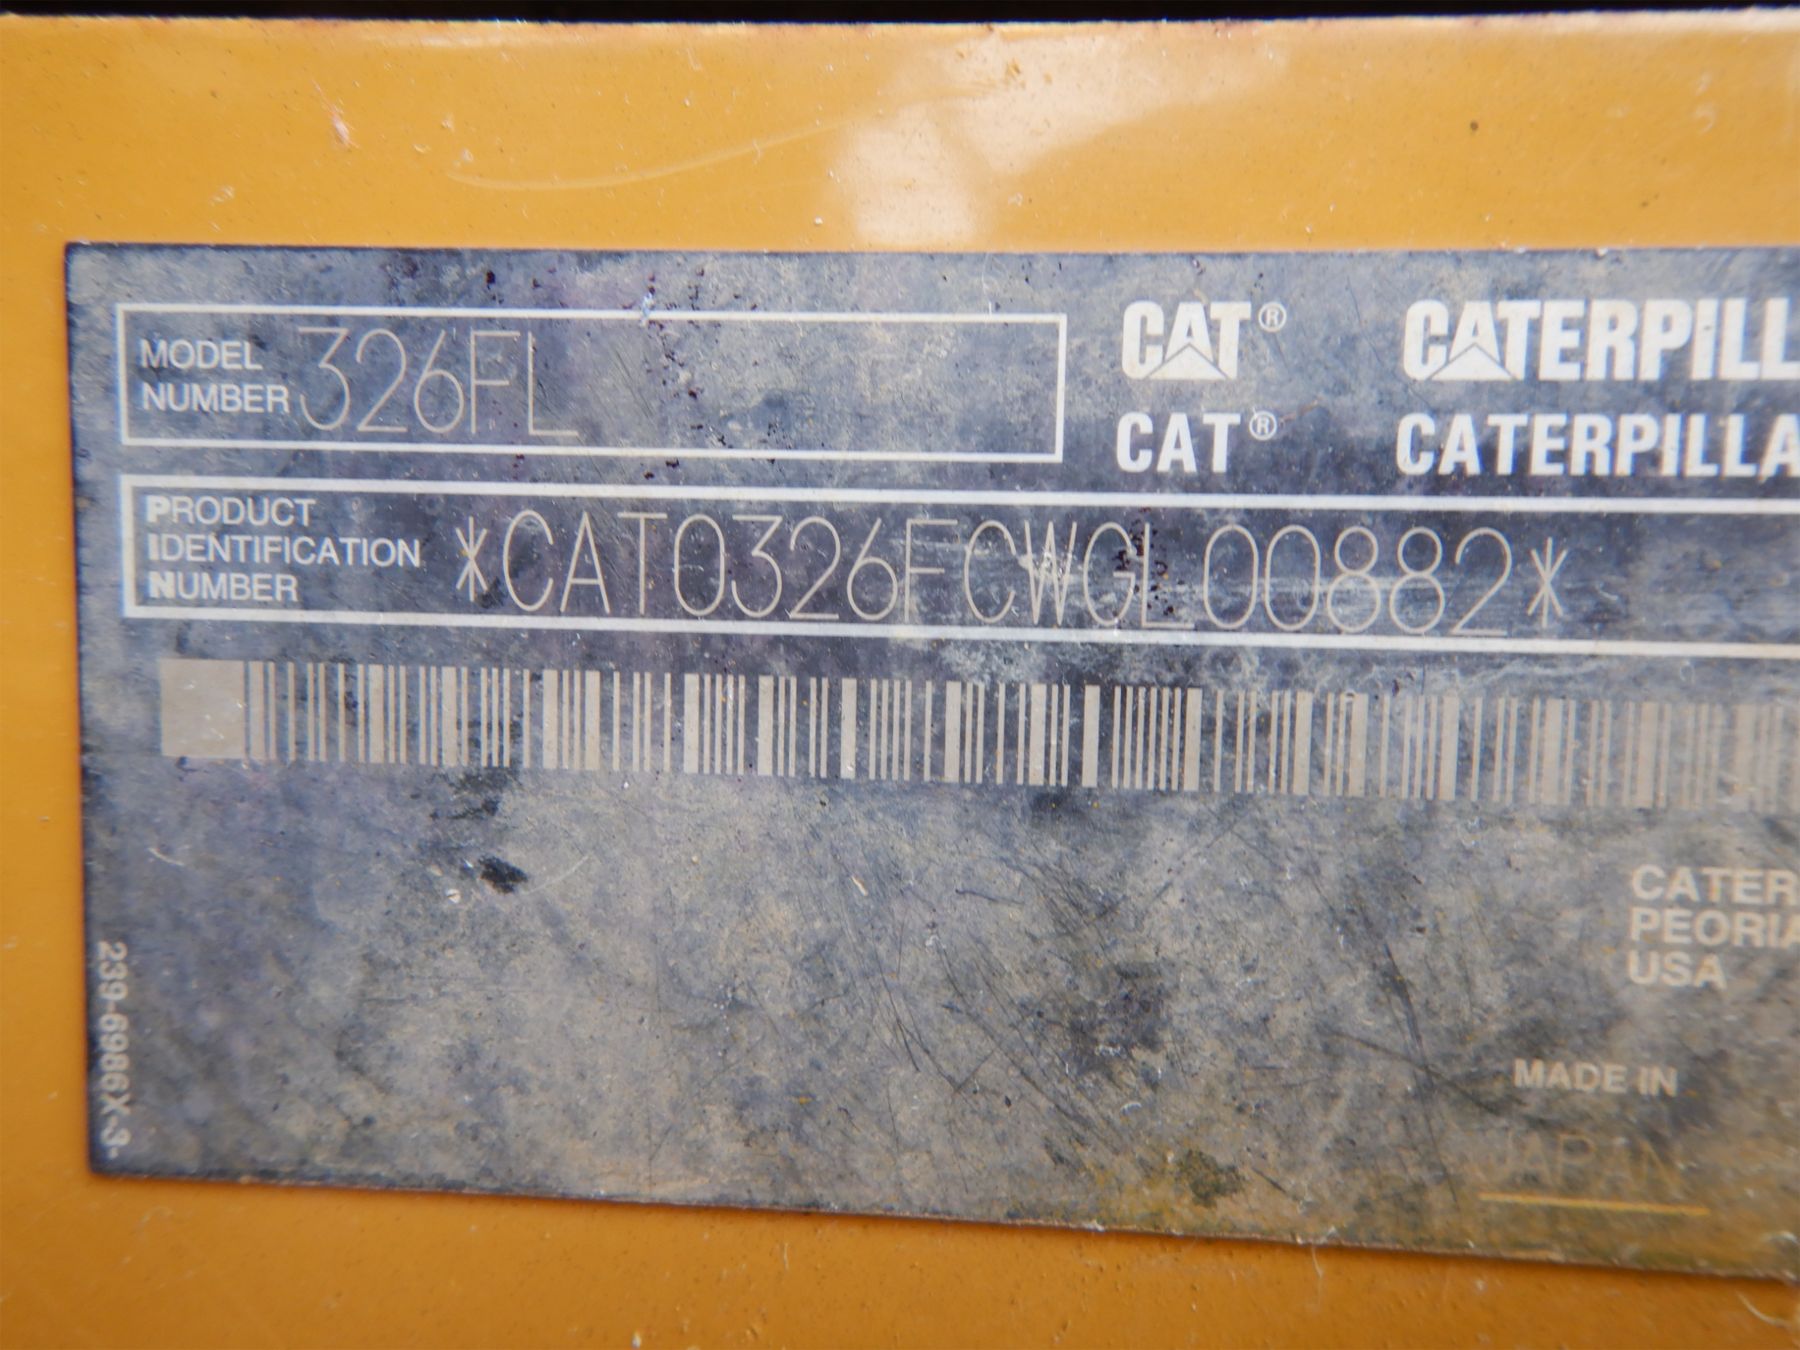 MODEL NUMBER 326FL
CAT® CATERPILL
CAT® CATERPILLA
PRODUCT IDENTIFICATION NUMBER *CAT0326FCWGL00882*
CATER
PEORIA
USA
MADE IN
JAPAN
239-6986X-3